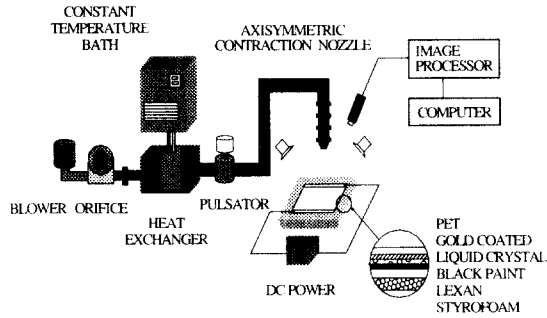 CONSTANT
TEMPERATURE
BATH
AXISYMMETRIC
CONTRACTION NOZZLE
IMAGE
PROCESSOR
COMPUTER
BLOWER ORIFICE
HEAT
EXCHANGER
PULSATOR
DC POWER
PET
GOLD COATED
LIQUID CRYSTAL
BLACK PAINT
LEXAN
STYROFOAM